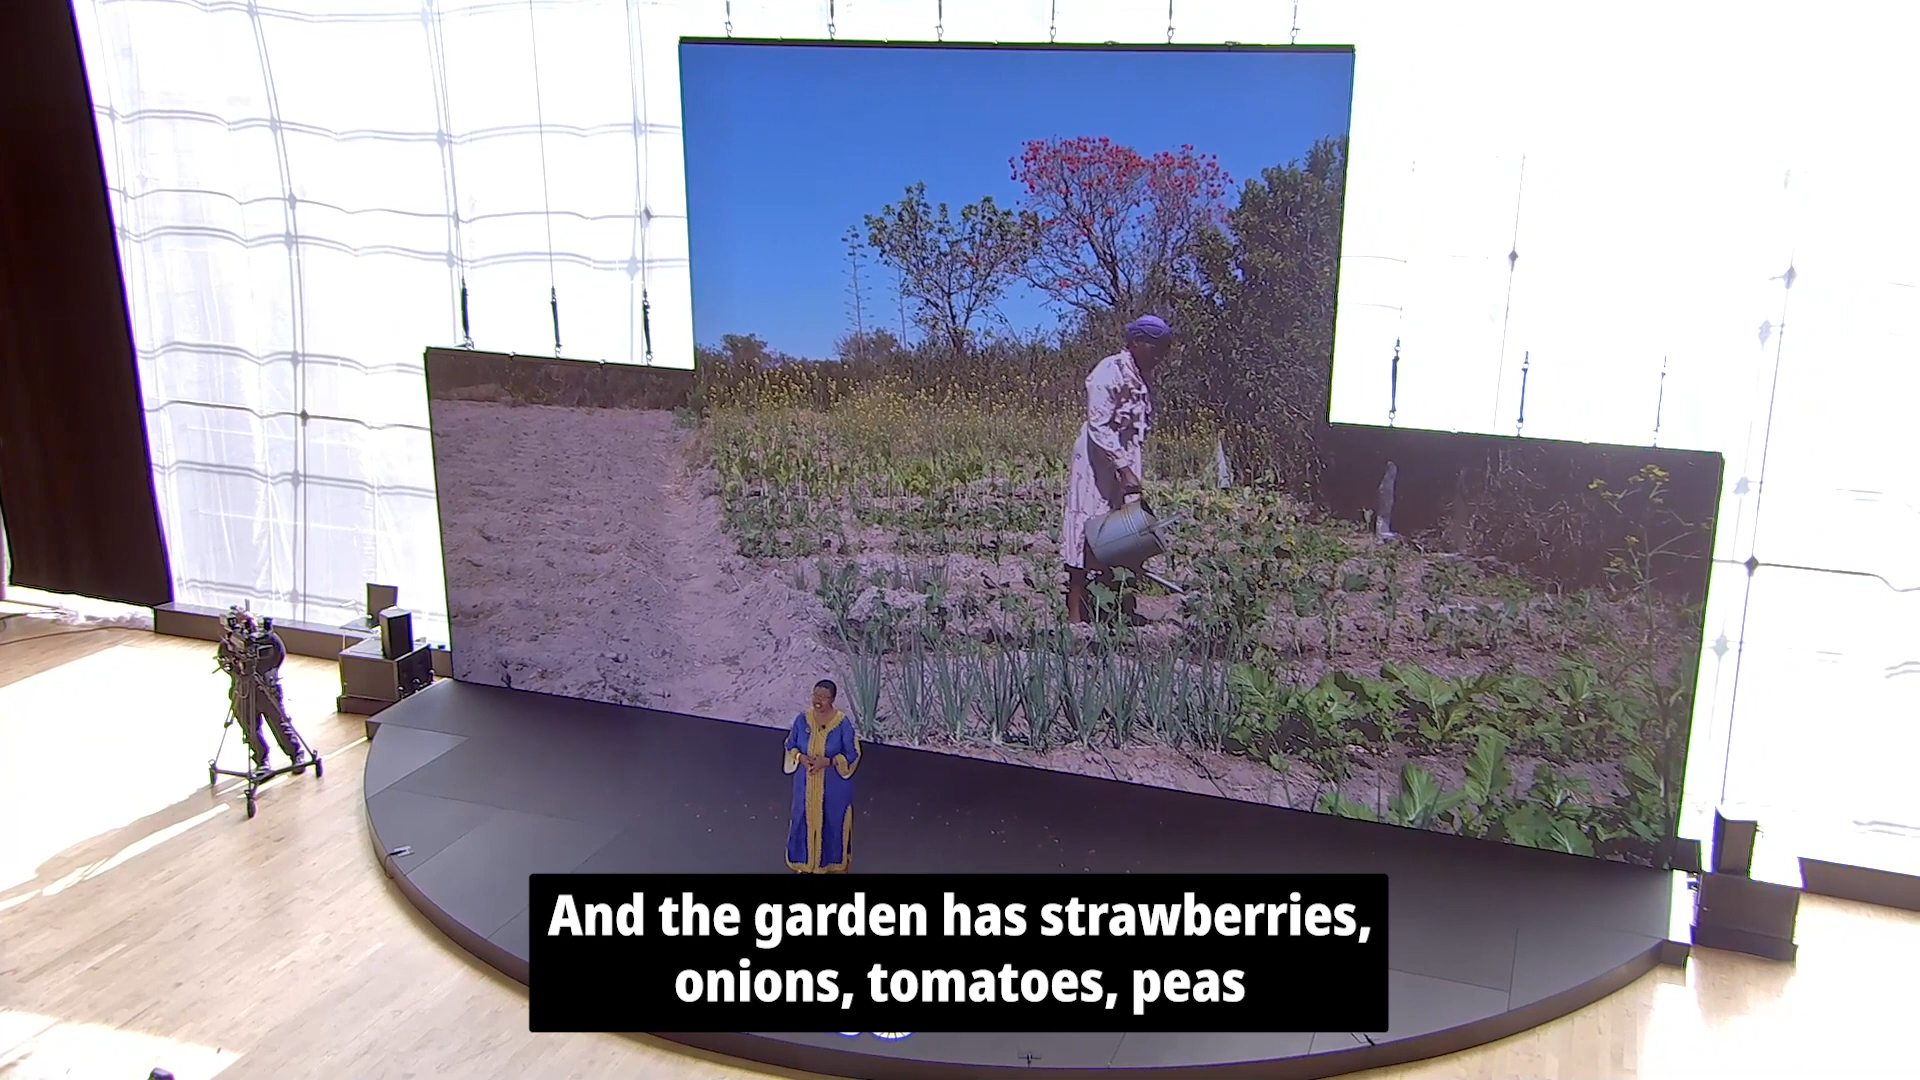 And the garden has strawberries,
onions, tomatoes, peas